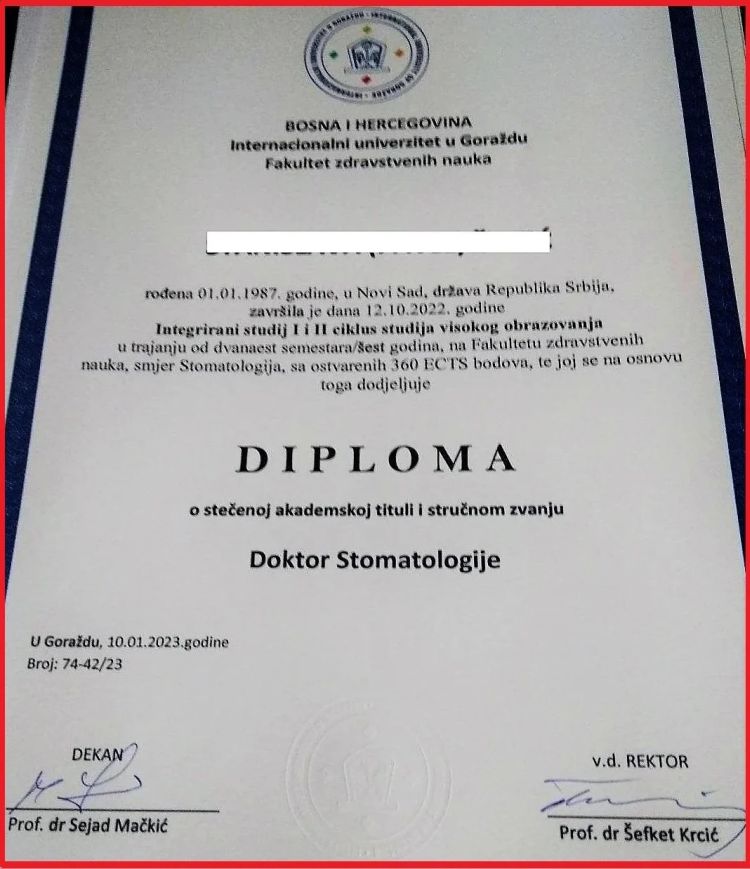 BOSNA I HERCEGOVINA
Internacionalni univerzitet u Goraždu
Fakultet zdravstvenih nauka
rođena 01.01.1987. godine, u Novi Sad, država Republika Srbija,
završila je dana 12.10.2022. godine
Integrirani studij I i II ciklus studija visokog obrazovanja
u trajanju od dvanaest semestara/šest godina, na Fakultetu zdravstvenih
nauka, smjer Stomatologija, sa ostvarenih 360 ECTS bodova, te joj se na osnovu
toga dodjeljuje
DIPLOMA
o stečenoj akademskoj tituli i stručnom zvanju
Doktor Stomatologije
U Goraždu, 10.01.2023.godine
Broj: 74-42/23
DEKAN
Prof. dr Sejad Mačkić
v.d. REKTOR
Prof. dr Šefket Krcić